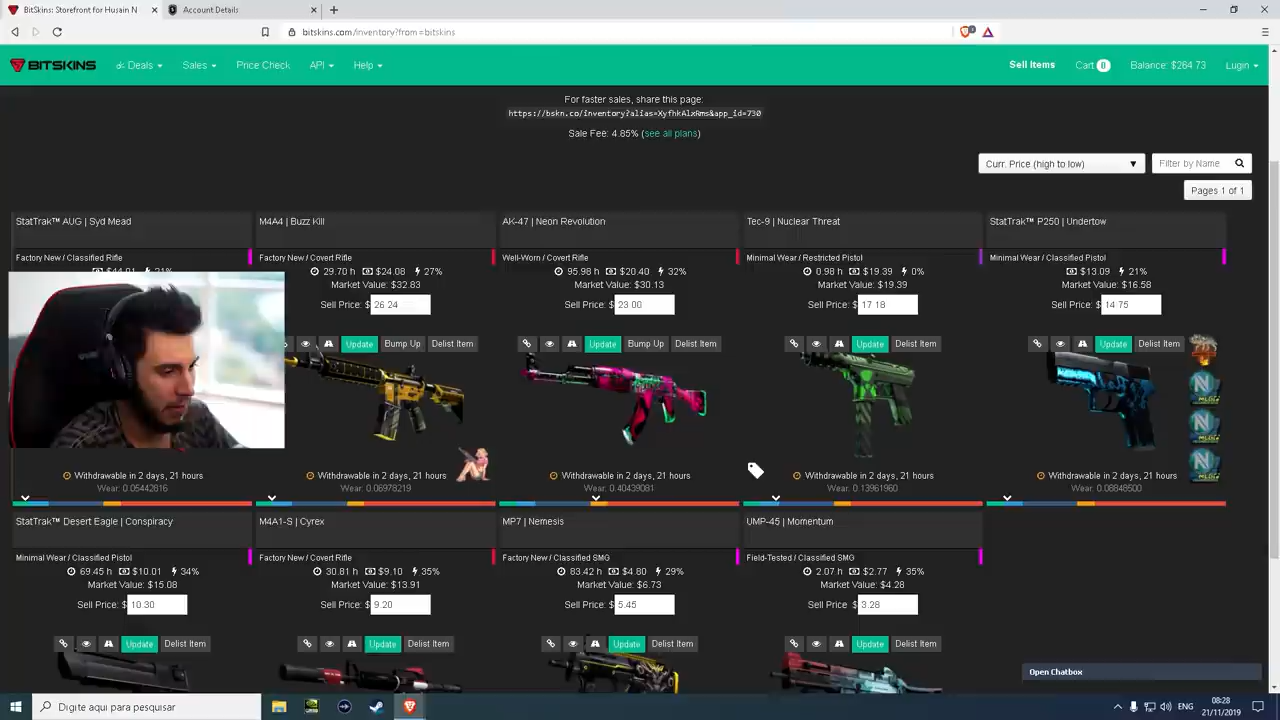 BitSkins: Storefront for Husain N
Account Details
bitskins.com/inventory?from=bitskins
BITSKINS Deals Sales Price Check API Help Sell Items Cart 0 Balance: $264.73 Login
For faster sales, share this page:
https://bskn.co/inventory?alias=XyfhkAlxRms&app_id=730
Sale Fee: 4.85% (see all plans)
Curr. Price (high to low) Filter by Name
Pages 1 of 1
StatTrak™ AUG | Syd Mead M4A4 | Buzz Kill AK-47 | Neon Revolution Tec-9 | Nuclear Threat StatTrak™ P250 | Undertow
Factory New / Classified Rifle Factory New / Covert Rifle Well-Worn / Covert Rifle Minimal Wear / Restricted Pistol Minimal Wear / Classified Pistol
$44.01 21% 29.70 h $24.08 27% 95.98 h $20.40 32% 0.98 h $19.39 0% $13.09 21%
Market Value: $32.83 Market Value: $30.13 Market Value: $19.39 Market Value: $16.58
Sell Price: $ 26.24 Sell Price: $ 23.00 Sell Price: $ 17.18 Sell Price: $ 14.75
Update Bump Up Delist Item Update Bump Up Delist Item Update Delist Item Update Delist Item
Withdrawable in 2 days, 21 hours Withdrawable in 2 days, 21 hours Withdrawable in 2 days, 21 hours Withdrawable in 2 days, 21 hours Withdrawable in 2 days, 21 hours
Wear: 0.05442816 Wear: 0.06978219 Wear: 0.40439081 Wear: 0.13961960 Wear: 0.08848500
StatTrak™ Desert Eagle | Conspiracy M4A1-S | Cyrex MP7 | Nemesis UMP-45 | Momentum
Minimal Wear / Classified Pistol Factory New / Covert Rifle Factory New / Classified SMG Field-Tested / Classified SMG
69.45 h $10.01 34% 30.81 h $9.10 35% 83.42 h $4.80 29% 2.07 h $2.77 35%
Market Value: $15.08 Market Value: $13.91 Market Value: $6.73 Market Value: $4.28
Sell Price: $ 10.30 Sell Price: $ 9.20 Sell Price: $ 5.45 Sell Price $ 3.28
Update Delist Item Update Delist Item Update Delist Item Update Delist Item
Open Chatbox
Digite aqui para pesquisar
ENG
08:28
21/11/2019